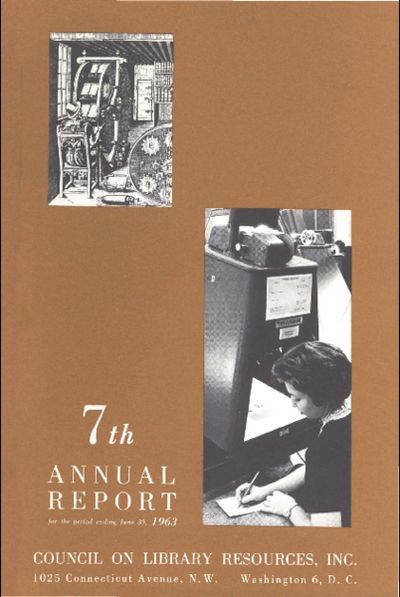 7th
ANNUAL
REPORT
for the period ending June 30, 1963
COUNCIL ON LIBRARY RESOURCES, INC.
1025 Connecticut Avenue, N.W. Washington 6, D. C.